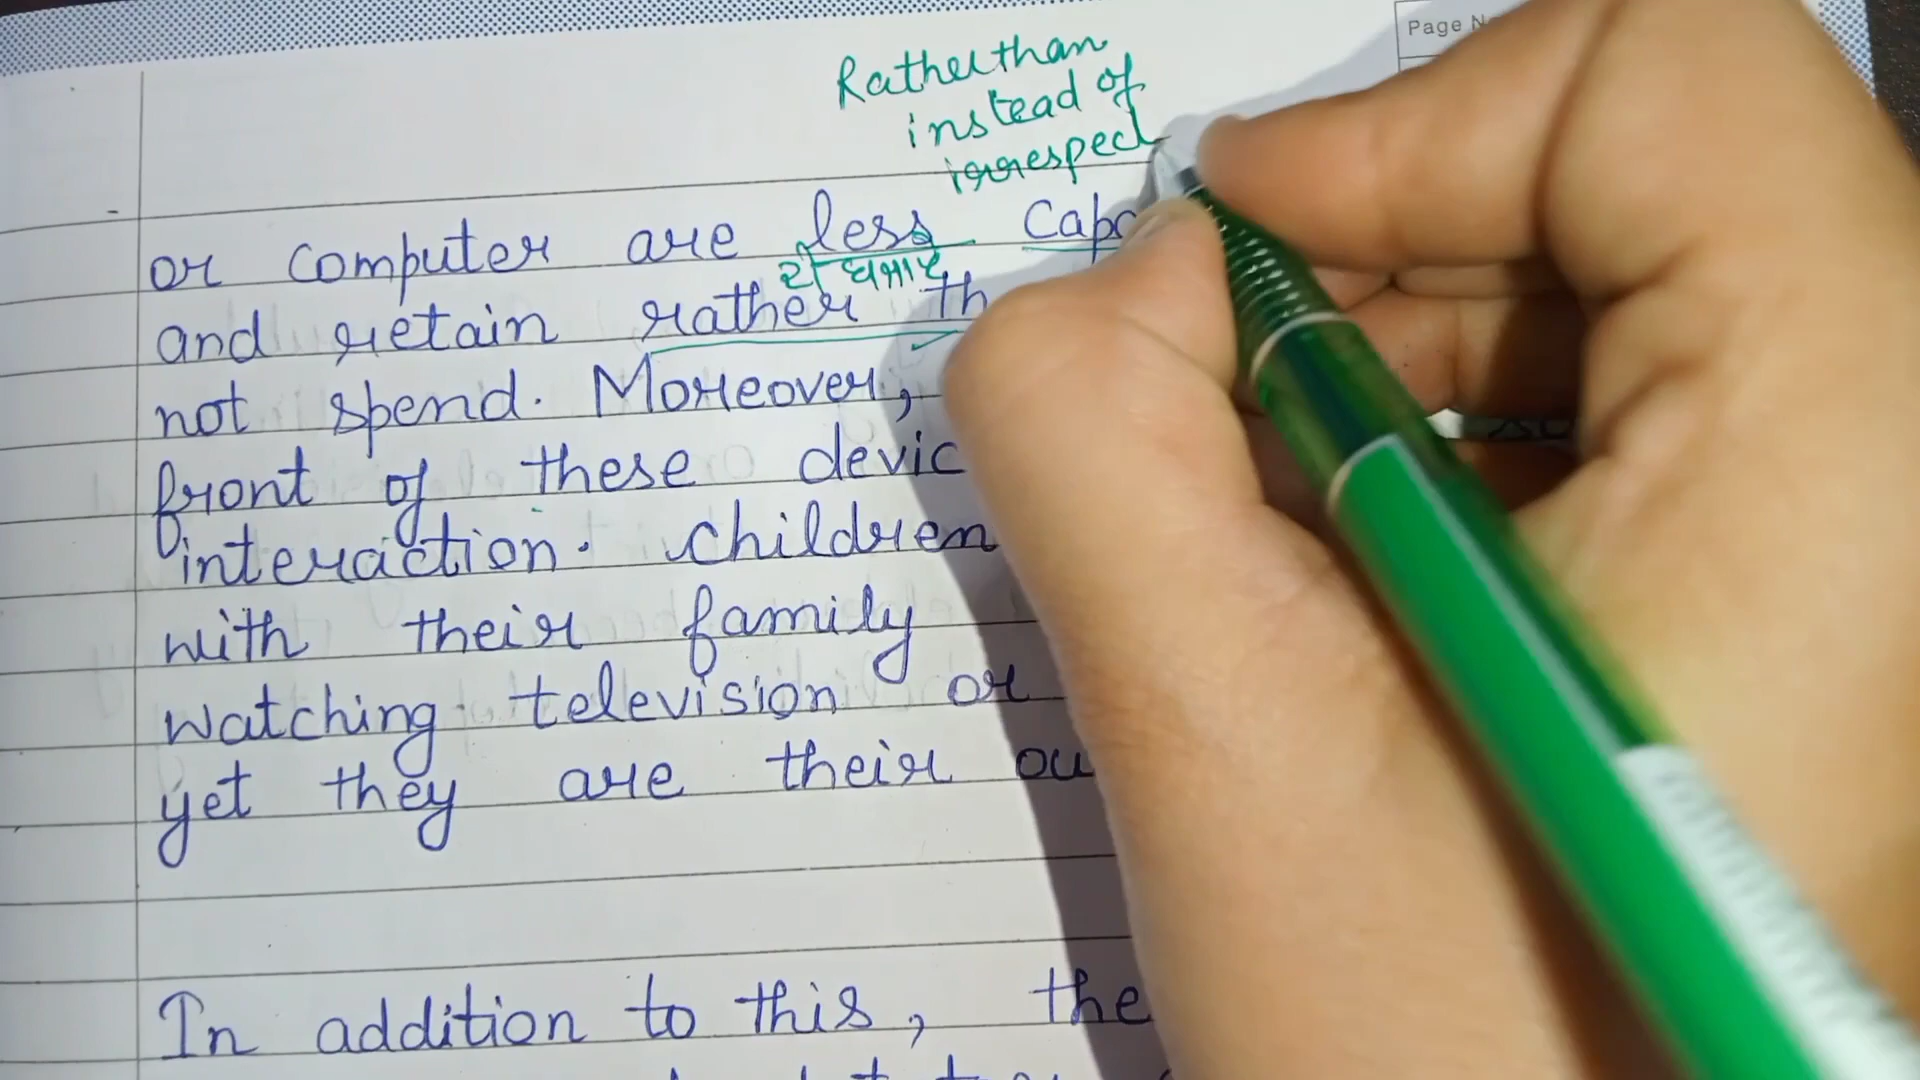 Page N
Rather than
instead of
irrespect
or computer are less Capa
and retain rather th
not spend. Moreover,
front of these devic
interaction. children
with their family
watching television or
yet they are their ou
In addition to this, the